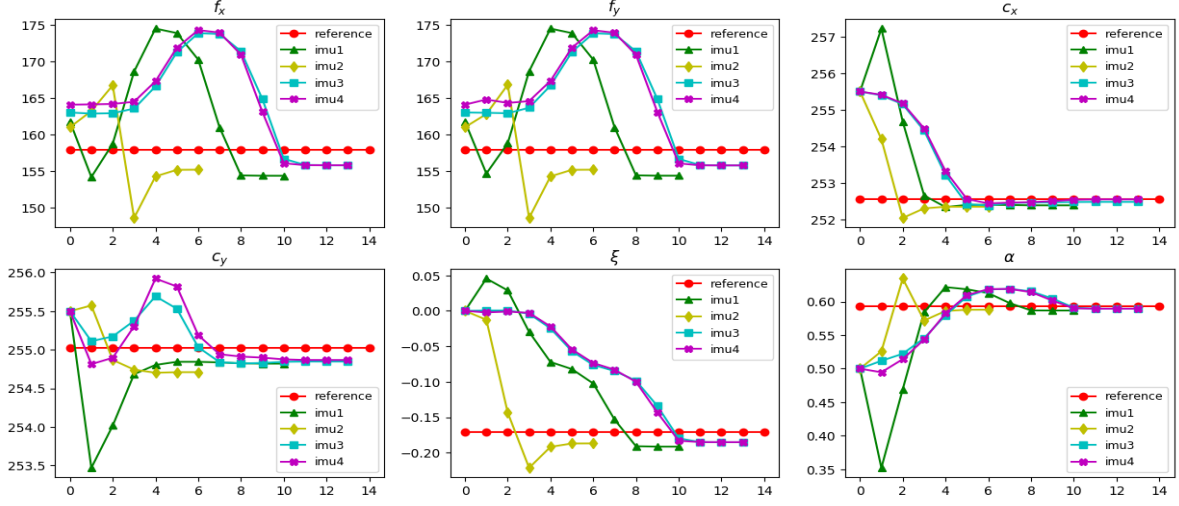 f_x
175
170
165
160
155
150
0 2 4 6 8 10 12 14
reference
imu1
imu2
imu3
imu4
f_y
175
170
165
160
155
150
0 2 4 6 8 10 12 14
reference
imu1
imu2
imu3
imu4
c_x
257
256
255
254
253
252
0 2 4 6 8 10 12 14
reference
imu1
imu2
imu3
imu4
c_y
256.0
255.5
255.0
254.5
254.0
253.5
0 2 4 6 8 10 12 14
reference
imu1
imu2
imu3
imu4
ξ
0.05
0.00
−0.05
−0.10
−0.15
−0.20
0 2 4 6 8 10 12 14
reference
imu1
imu2
imu3
imu4
α
0.60
0.55
0.50
0.45
0.40
0.35
0 2 4 6 8 10 12 14
reference
imu1
imu2
imu3
imu4